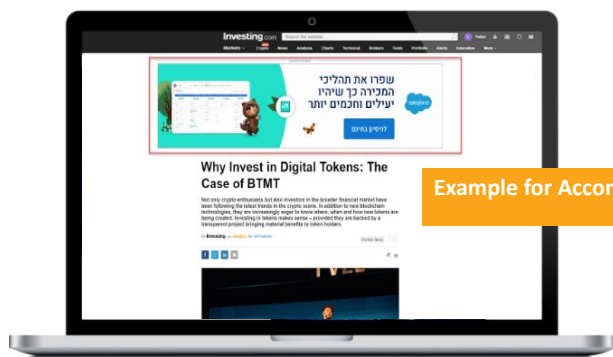 Investing.com
Search the website...
Markets
Crypto
News
Analysis
Charts
Technical
Brokers
Tools
Portfolio
Alerts
Education
More
שפרו את תהליכי
המכירה כך שיהיו
יעילים וחכמים יותר
לניסיון בחינם
salesforce
Why Invest in Digital Tokens: The
Case of BTMT
Not only crypto enthusiasts but also investors in the broader financial market have
been following the latest trends in the crypto scene. In addition to new blockchain
technologies, they are increasingly eager to know where, when and how new tokens are
being created. Investing in tokens makes sense – provided they are backed by a
transparent project bringing material benefits to token holders.
Example for Accor